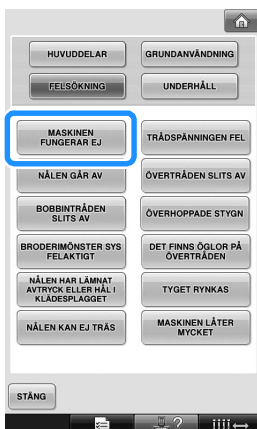 HUVUDDELAR
GRUNDANVÄNDNING
FELSÖKNING
UNDERHÅLL
MASKINEN
FUNGERAR EJ
TRÅDSPÄNNINGEN FEL
NÅLEN GÅR AV
ÖVERTRÅDEN SLITS AV
BOBBINTRÅDEN
SLITS AV
ÖVERHOPPADE STYGN
BRODERIMÖNSTER SYS
FELAKTIGT
DET FINNS ÖGLOR PÅ
ÖVERTRÅDEN
NÅLEN HAR LÄMNAT
AVTRYCK ELLER HÅL I
KLÄDESPLAGGET
TYGET RYNKAS
NÅLEN KAN EJ TRÄS
MASKINEN LÅTER
MYCKET
STÄNG
?